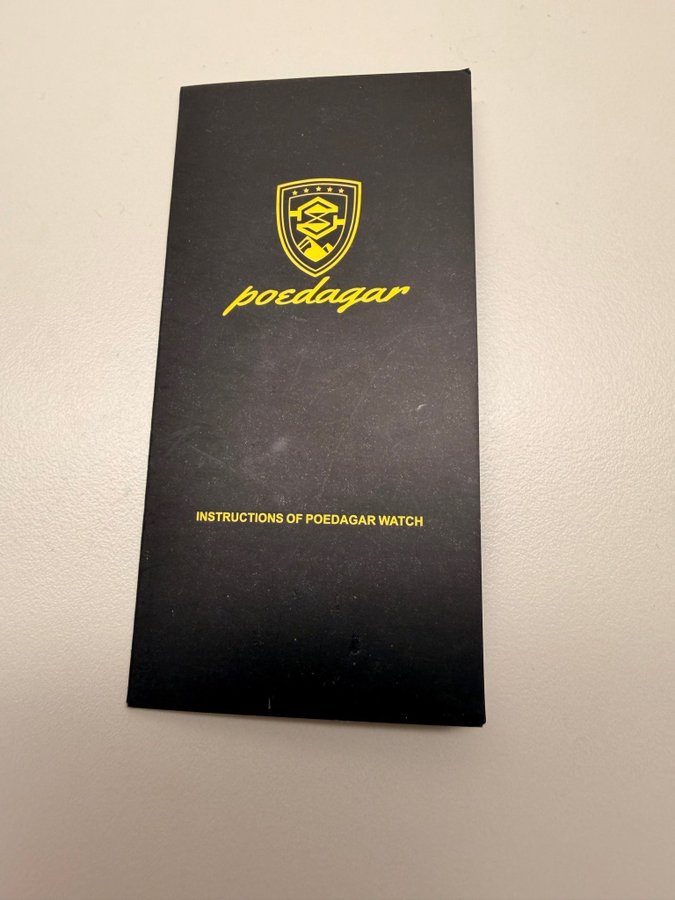 poedagar
INSTRUCTIONS OF POEDAGAR WATCH